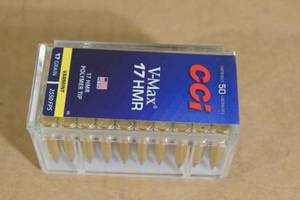 CCI
V-MAX
17 HMR
50
17 HMR
POLYMER TIP
17 GRAIN
VARMINT
2550 FPS